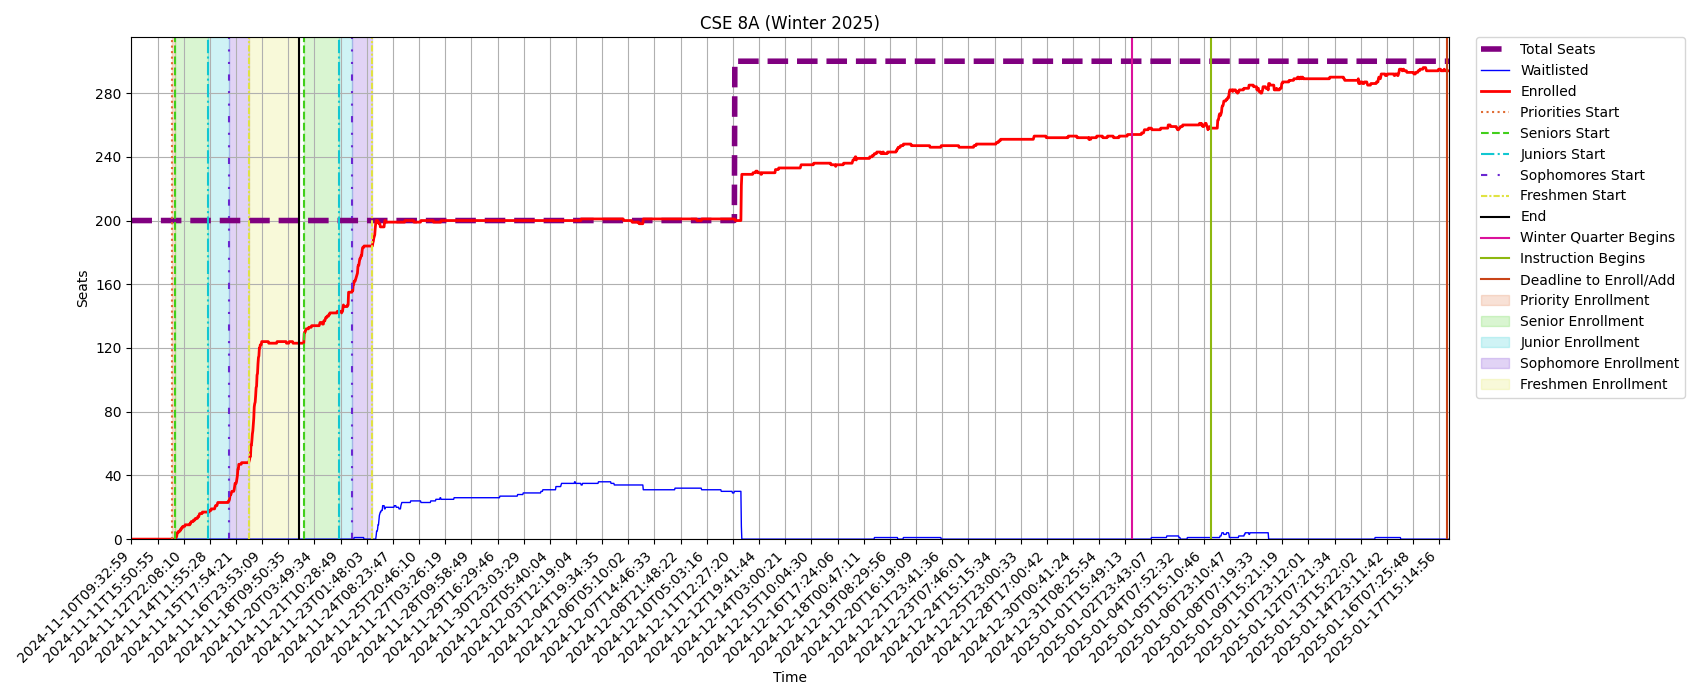 CSE 8A (Winter 2025)
Seats
280
240
200
160
120
80
40
0
2024-11-10T09:32:59
2024-11-11T15:50:55
2024-11-12T22:08:10
2024-11-14T11:55:28
2024-11-15T17:54:21
2024-11-16T23:53:09
2024-11-18T09:50:35
2024-11-20T03:49:34
2024-11-21T10:28:49
2024-11-23T01:48:03
2024-11-24T08:23:47
2024-11-25T20:46:10
2024-11-27T03:26:19
2024-11-28T09:58:49
2024-11-29T16:29:46
2024-11-30T23:03:29
2024-12-02T05:40:04
2024-12-03T12:19:04
2024-12-04T19:34:35
2024-12-06T05:10:02
2024-12-07T14:46:33
2024-12-08T21:48:22
2024-12-10T05:03:16
2024-12-11T12:27:20
2024-12-12T19:41:44
2024-12-14T03:00:21
2024-12-15T10:04:30
2024-12-16T17:24:06
2024-12-18T00:47:11
2024-12-19T08:29:56
2024-12-20T16:19:09
2024-12-21T23:41:36
2024-12-23T07:46:01
2024-12-24T15:15:34
2024-12-25T23:00:33
2024-12-28T17:00:42
2024-12-30T00:41:24
2024-12-31T08:25:54
2025-01-01T15:49:13
2025-01-02T23:43:07
2025-01-04T07:52:32
2025-01-05T15:10:46
2025-01-06T23:10:47
2025-01-08T07:19:33
2025-01-09T15:21:19
2025-01-10T23:12:01
2025-01-12T07:21:34
2025-01-13T15:22:02
2025-01-14T23:11:42
2025-01-16T07:25:48
2025-01-17T15:14:56
Time
Total Seats
Waitlisted
Enrolled
Priorities Start
Seniors Start
Juniors Start
Sophomores Start
Freshmen Start
End
Winter Quarter Begins
Instruction Begins
Deadline to Enroll/Add
Priority Enrollment
Senior Enrollment
Junior Enrollment
Sophomore Enrollment
Freshmen Enrollment